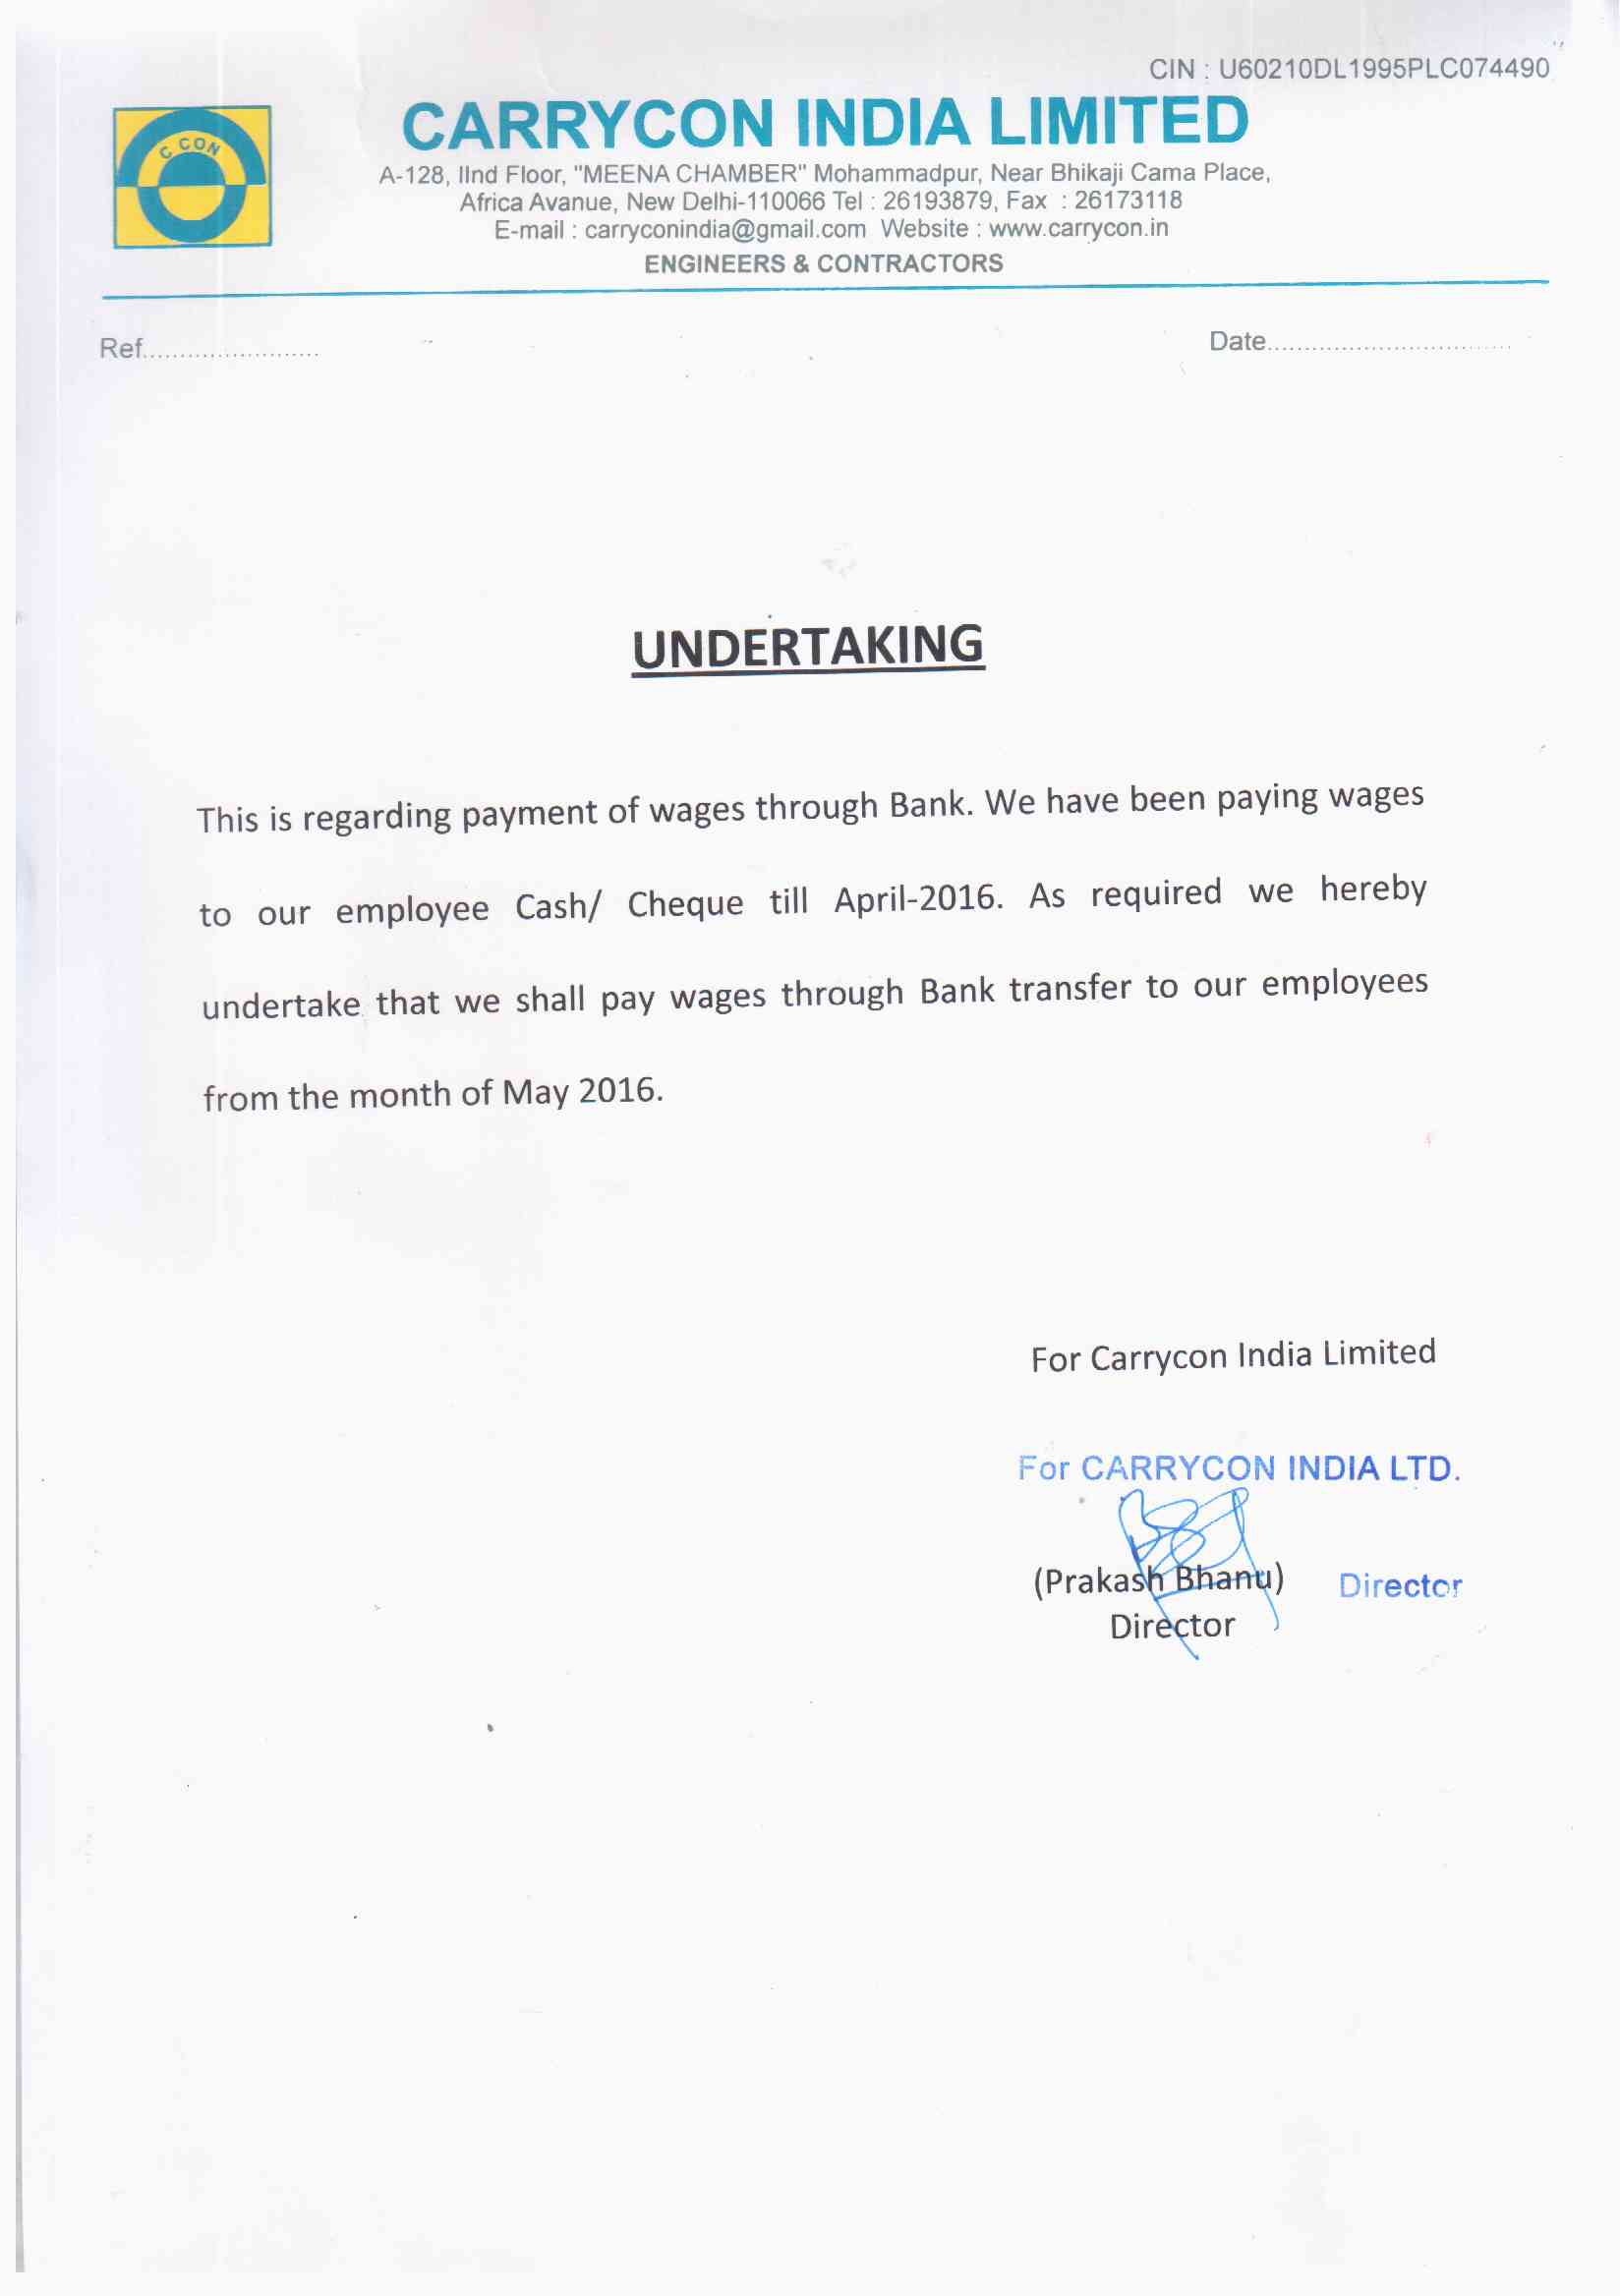 CIN : U60210DL1995PLC074490
C CON
CARRYCON INDIA LIMITED
A-128, IInd Floor, "MEENA CHAMBER" Mohammadpur, Near Bhikaji Cama Place,
Africa Avanue, New Delhi-110066 Tel : 26193879, Fax : 26173118
E-mail : carryconindia@gmail.com Website : www.carrycon.in
ENGINEERS & CONTRACTORS
Ref........................ Date.................................
UNDERTAKING
This is regarding payment of wages through Bank. We have been paying wages
to our employee Cash/ Cheque till April-2016. As required we hereby
undertake that we shall pay wages through Bank transfer to our employees
from the month of May 2016.
For Carrycon India Limited
For CARRYCON INDIA LTD.
(Prakash Bhanu) Director
Director